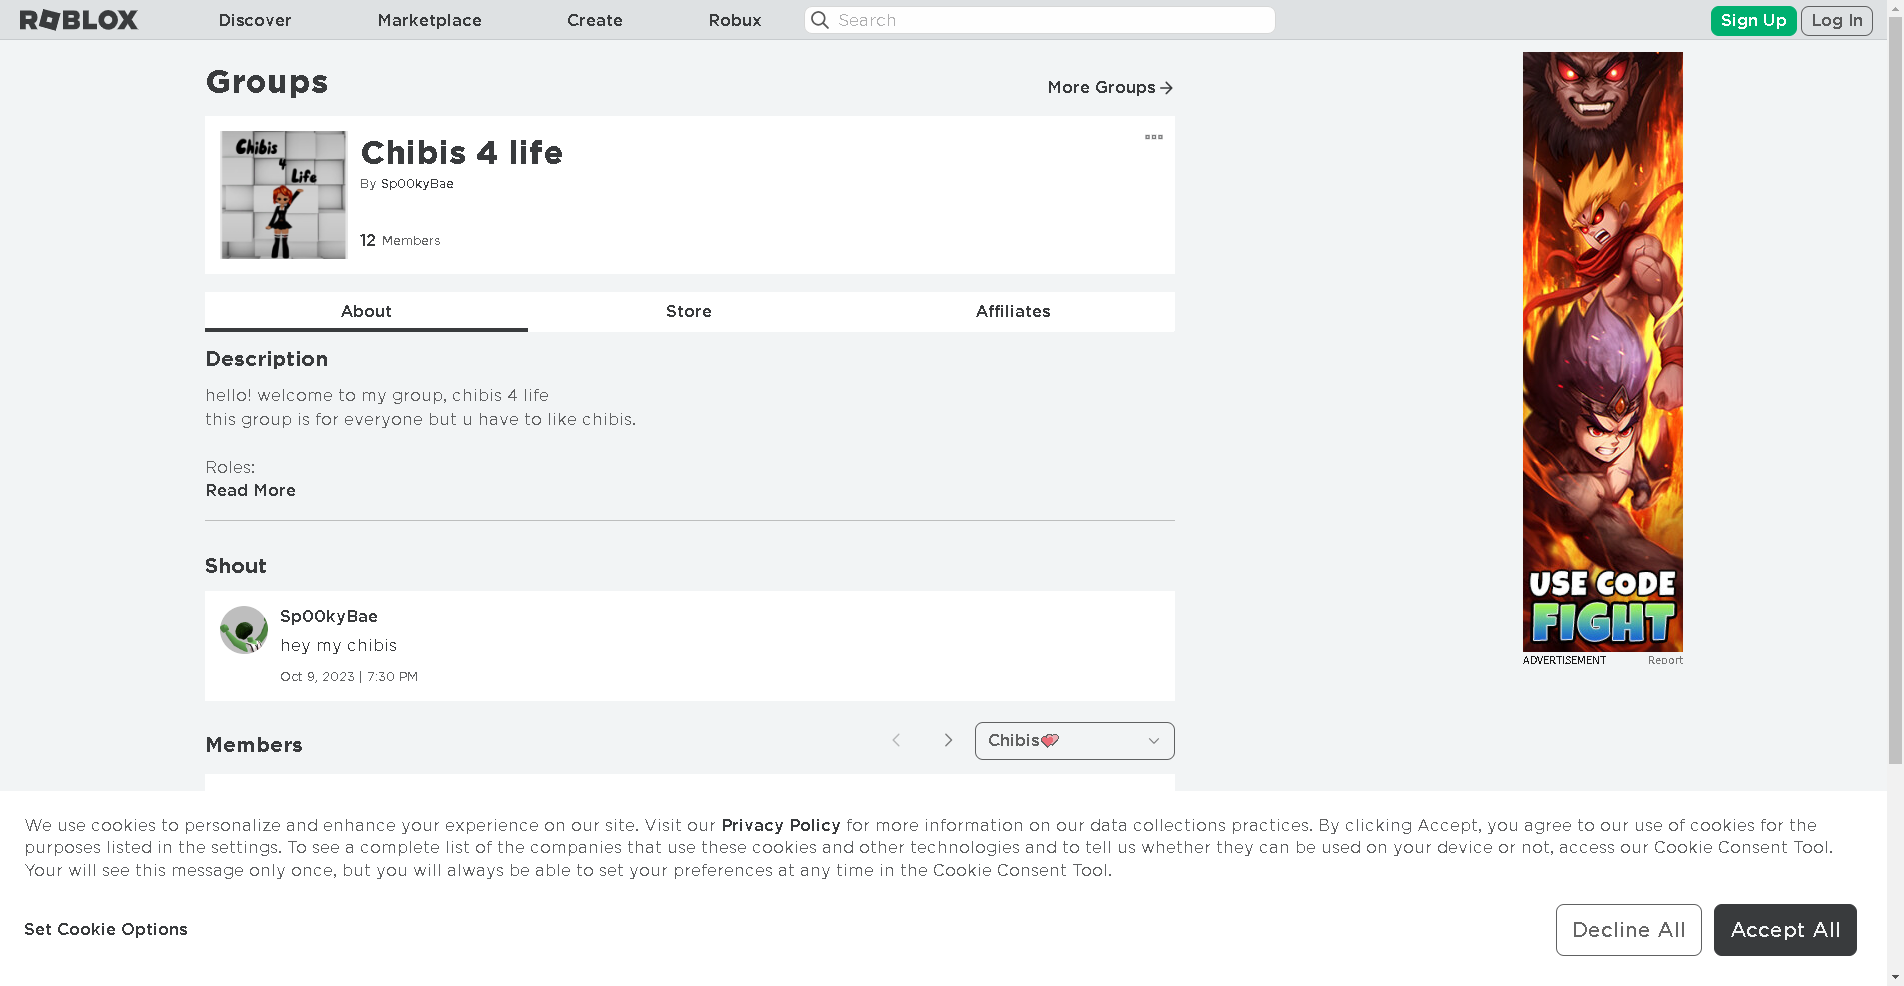 ROBLOX
Discover
Marketplace
Create
Robux
Search
Sign Up
Log In
Groups
More Groups
Chibis
4
Life
Chibis 4 life
By Sp00kyBae
12 Members
About
Store
Affiliates
Description
hello! welcome to my group, chibis 4 life
this group is for everyone but u have to like chibis.
Roles:
Read More
Shout
Sp00kyBae
hey my chibis
Oct 9, 2023 | 7:30 PM
Members
Chibis💕
USE CODE
FIGHT
ADVERTISEMENT
Report
We use cookies to personalize and enhance your experience on our site. Visit our Privacy Policy for more information on our data collections practices. By clicking Accept, you agree to our use of cookies for the
purposes listed in the settings. To see a complete list of the companies that use these cookies and other technologies and to tell us whether they can be used on your device or not, access our Cookie Consent Tool.
Your will see this message only once, but you will always be able to set your preferences at any time in the Cookie Consent Tool.
Set Cookie Options
Decline All
Accept All